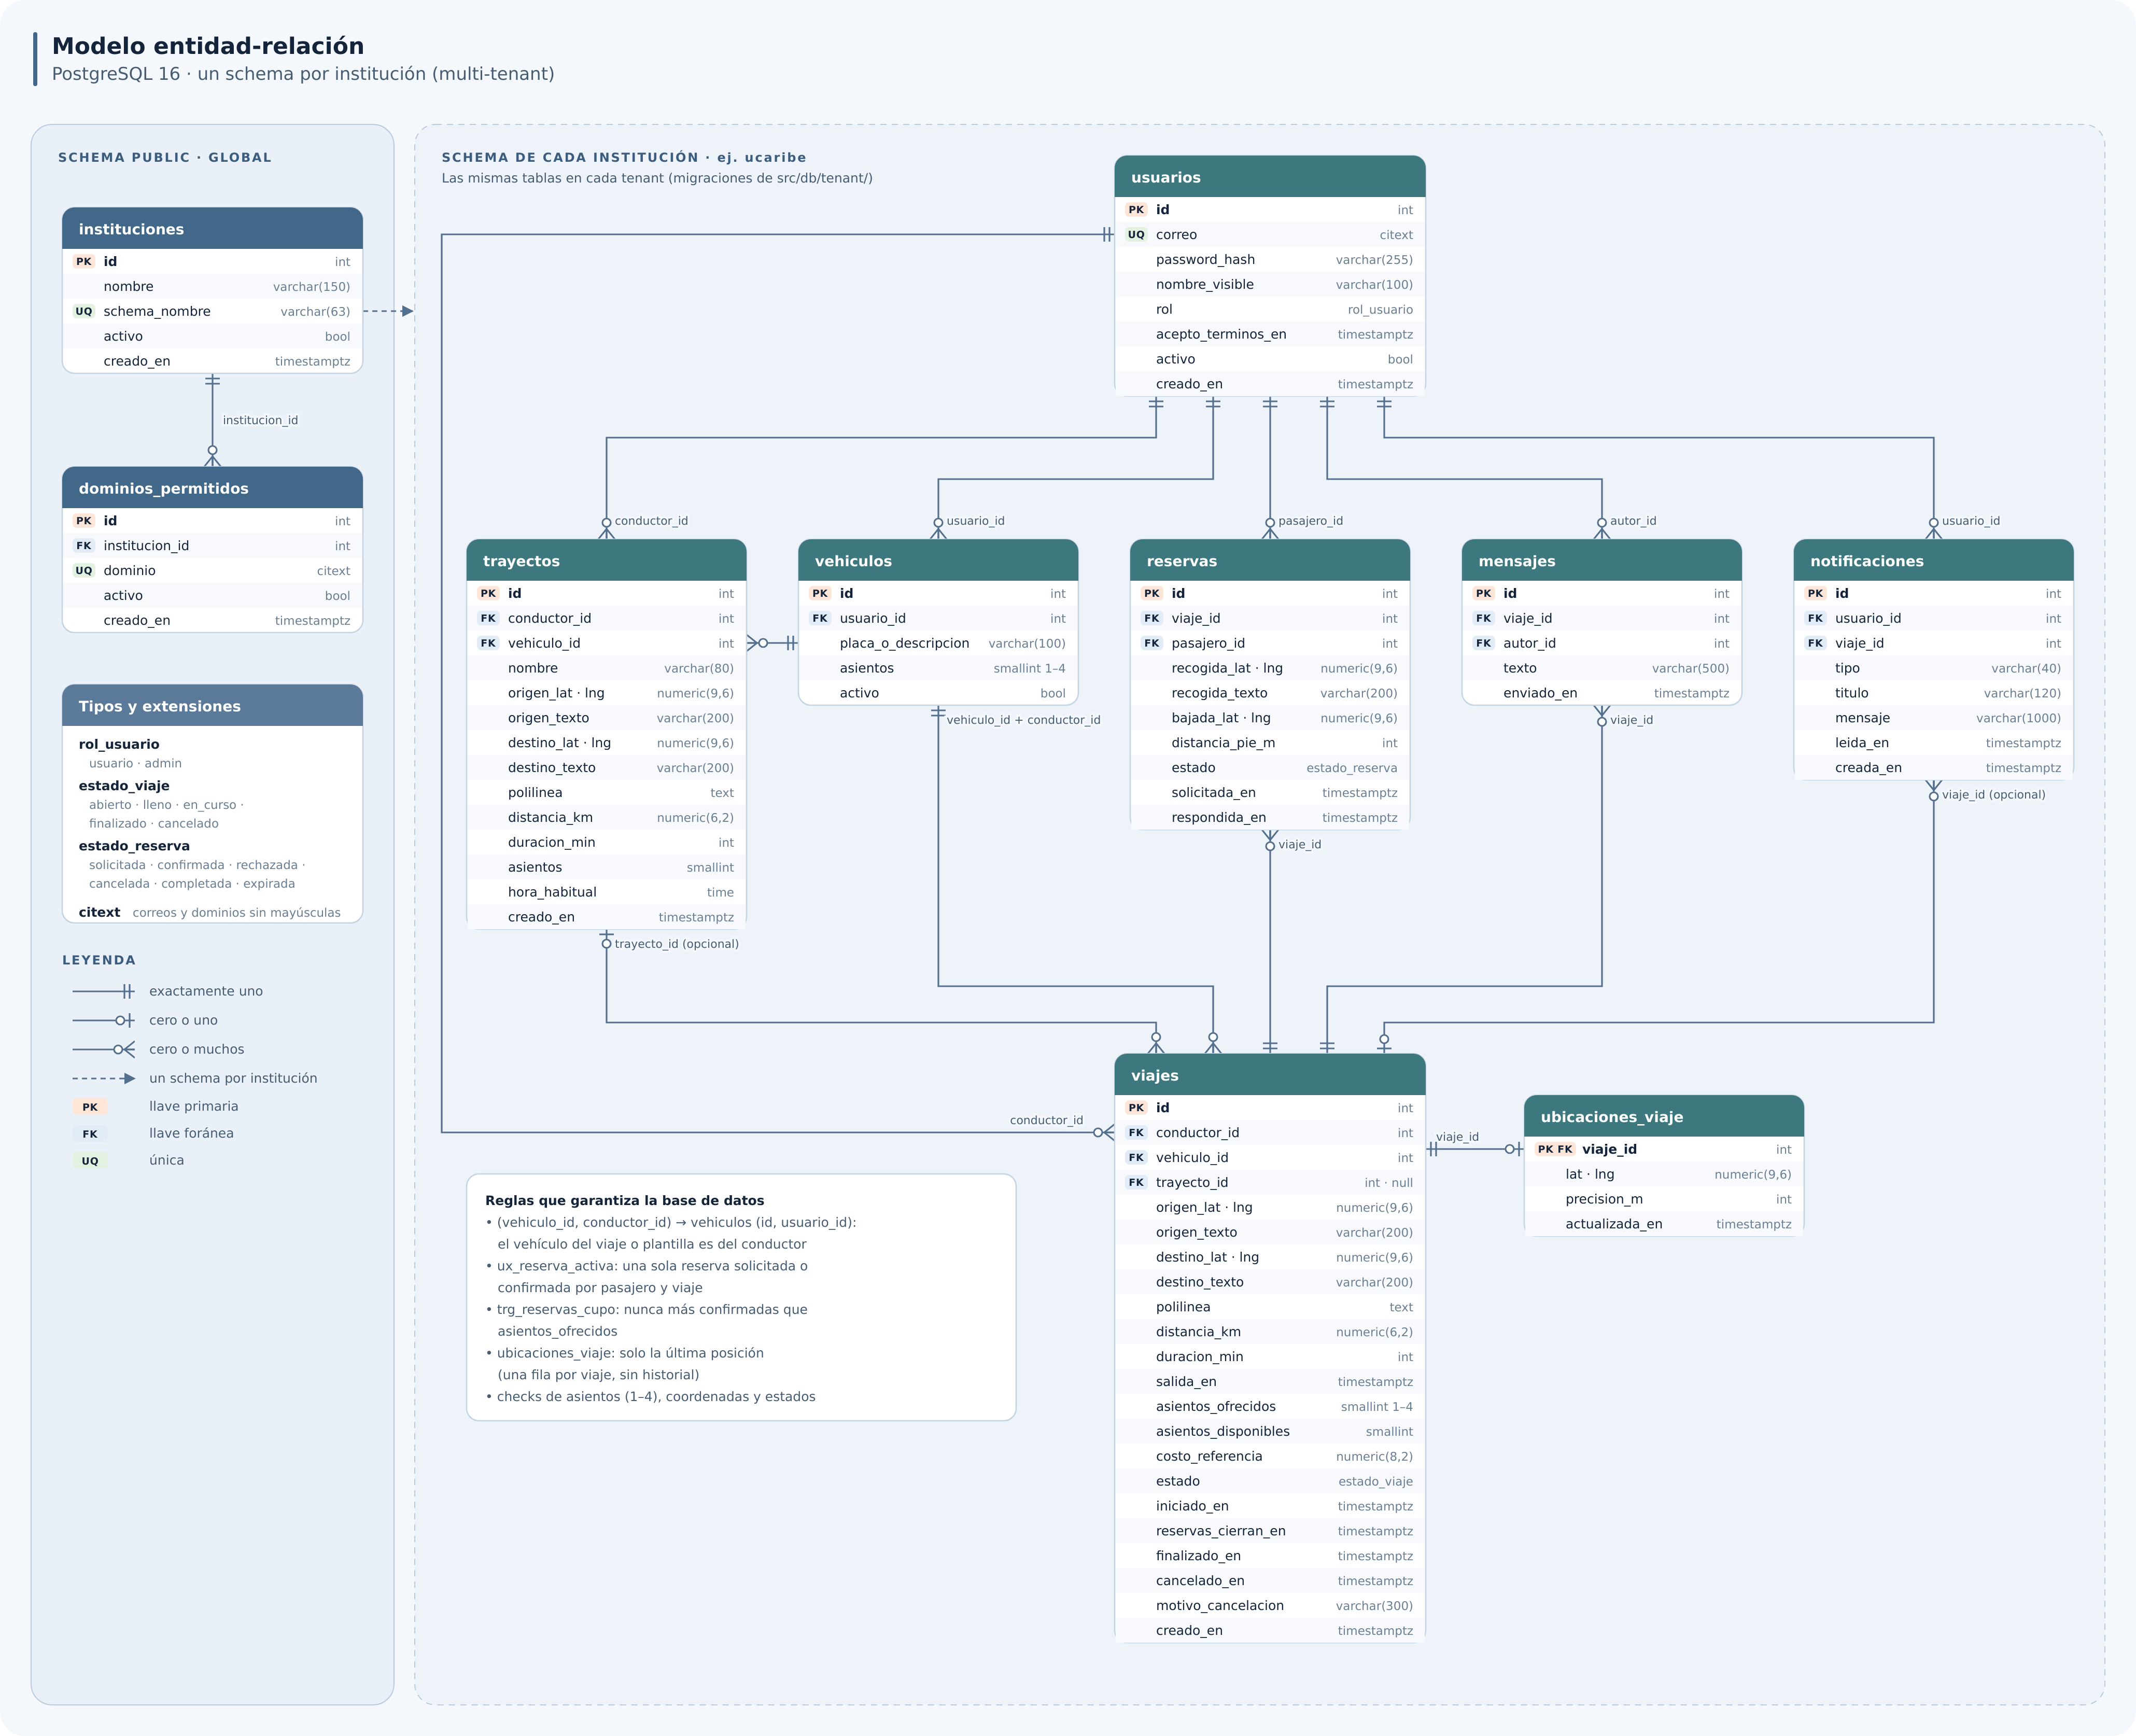 Modelo entidad-relación
PostgreSQL 16 · un schema por institución (multi-tenant)
SCHEMA PUBLIC · GLOBAL
instituciones
PK id int
nombre varchar(150)
UQ schema_nombre varchar(63)
activo bool
creado_en timestamptz
institucion_id
dominios_permitidos
PK id int
FK institucion_id int
UQ dominio citext
activo bool
creado_en timestamptz
Tipos y extensiones
rol_usuario
usuario · admin
estado_viaje
abierto · lleno · en_curso ·
finalizado · cancelado
estado_reserva
solicitada · confirmada · rechazada ·
cancelada · completada · expirada
citext correos y dominios sin mayúsculas
LEYENDA
exactamente uno
cero o uno
cero o muchos
un schema por institución
PK llave primaria
FK llave foránea
UQ única
SCHEMA DE CADA INSTITUCIÓN · ej. ucaribe
Las mismas tablas en cada tenant (migraciones de src/db/tenant/)
usuarios
PK id int
UQ correo citext
password_hash varchar(255)
nombre_visible varchar(100)
rol rol_usuario
acepto_terminos_en timestamptz
activo bool
creado_en timestamptz
conductor_id
usuario_id
pasajero_id
autor_id
usuario_id
trayectos
PK id int
FK conductor_id int
FK vehiculo_id int
nombre varchar(80)
origen_lat · lng numeric(9,6)
origen_texto varchar(200)
destino_lat · lng numeric(9,6)
destino_texto varchar(200)
polilinea text
distancia_km numeric(6,2)
duracion_min int
asientos smallint
hora_habitual time
creado_en timestamptz
trayecto_id (opcional)
vehiculos
PK id int
FK usuario_id int
placa_o_descripcion varchar(100)
asientos smallint 1–4
activo bool
vehiculo_id + conductor_id
reservas
PK id int
FK viaje_id int
FK pasajero_id int
recogida_lat · lng numeric(9,6)
recogida_texto varchar(200)
bajada_lat · lng numeric(9,6)
distancia_pie_m int
estado estado_reserva
solicitada_en timestamptz
respondida_en timestamptz
viaje_id
mensajes
PK id int
FK viaje_id int
FK autor_id int
texto varchar(500)
enviado_en timestamptz
viaje_id
notificaciones
PK id int
FK usuario_id int
FK viaje_id int
tipo varchar(40)
titulo varchar(120)
mensaje varchar(1000)
leida_en timestamptz
creada_en timestamptz
viaje_id (opcional)
conductor_id
viajes
PK id int
FK conductor_id int
FK vehiculo_id int
FK trayecto_id int · null
origen_lat · lng numeric(9,6)
origen_texto varchar(200)
destino_lat · lng numeric(9,6)
destino_texto varchar(200)
polilinea text
distancia_km numeric(6,2)
duracion_min int
salida_en timestamptz
asientos_ofrecidos smallint 1–4
asientos_disponibles smallint
costo_referencia numeric(8,2)
estado estado_viaje
iniciado_en timestamptz
reservas_cierran_en timestamptz
finalizado_en timestamptz
cancelado_en timestamptz
motivo_cancelacion varchar(300)
creado_en timestamptz
viaje_id
ubicaciones_viaje
PK FK viaje_id int
lat · lng numeric(9,6)
precision_m int
actualizada_en timestamptz
Reglas que garantiza la base de datos
• (vehiculo_id, conductor_id) → vehiculos (id, usuario_id):
el vehículo del viaje o plantilla es del conductor
• ux_reserva_activa: una sola reserva solicitada o
confirmada por pasajero y viaje
• trg_reservas_cupo: nunca más confirmadas que
asientos_ofrecidos
• ubicaciones_viaje: solo la última posición
(una fila por viaje, sin historial)
• checks de asientos (1–4), coordenadas y estados